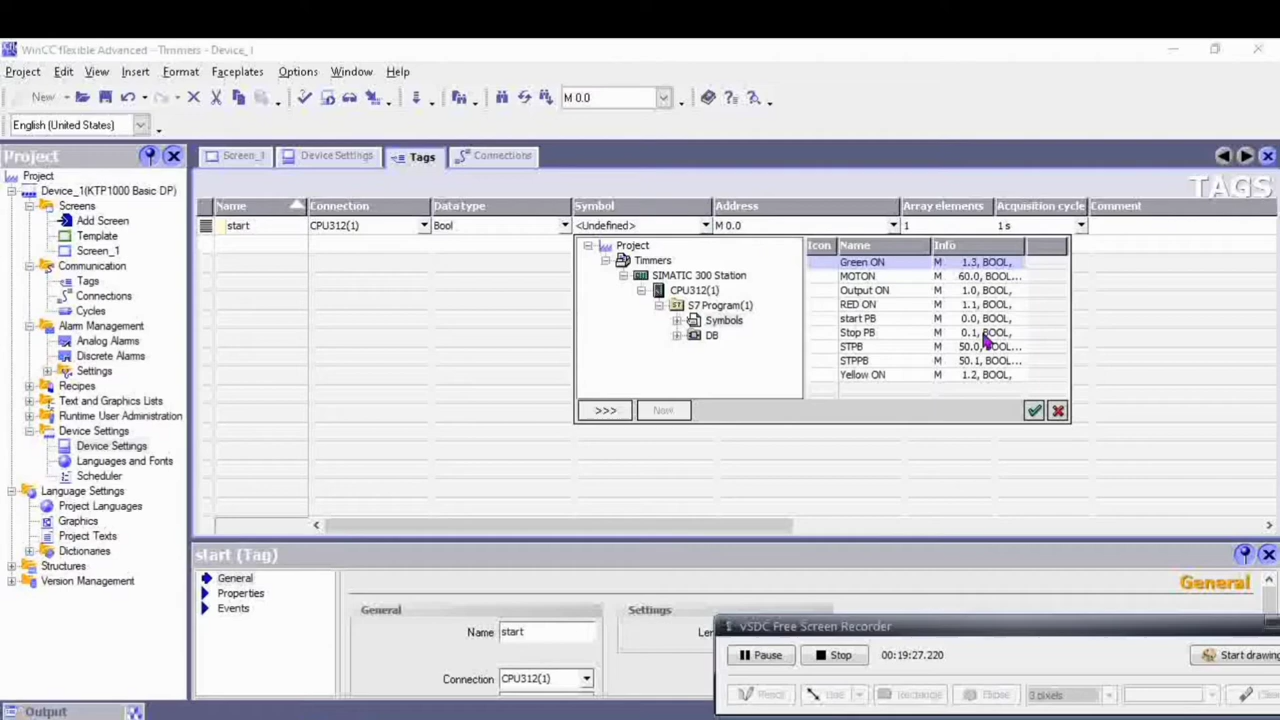 WinCC flexible Advanced - Timmers - Device_1
Project Edit View Insert Format Faceplates Options Window Help
New M 0.0
English (United States)
Project
Screen_1 Device Settings Tags Connections
TAGS
Project
Device_1(KTP1000 Basic DP)
Screens
Add Screen
Template
Screen_1
Communication
Tags
Connections
Cycles
Alarm Management
Analog Alarms
Discrete Alarms
Settings
Recipes
Text and Graphics Lists
Runtime User Administration
Device Settings
Device Settings
Languages and Fonts
Scheduler
Language Settings
Project Languages
Graphics
Project Texts
Dictionaries
Structures
Version Management
Name Connection Data type Symbol Address Array elements Acquisition cycle Comment
start CPU312(1) Bool <Undefined> M 0.0 1 1 s
Project
Timmers
SIMATIC 300 Station
CPU312(1)
S7 Program(1)
Symbols
DB
Icon Name Info
Green ON M 1.3, BOOL,
MOTON M 60.0, BOOL...
Output ON M 1.0, BOOL,
RED ON M 1.1, BOOL,
start PB M 0.0, BOOL,
Stop PB M 0.1, BOOL,
STPB M 50.0, BOOL...
STPPB M 50.1, BOOL...
Yellow ON M 1.2, BOOL,
>>> New
start (Tag)
General
Properties
Events
General
General
Name start
Connection CPU312(1)
Settings
VSDC Free Screen Recorder
Pause Stop 00:19:27.220 Start drawing
Line Rectangle Elipse 3 pixels
Output